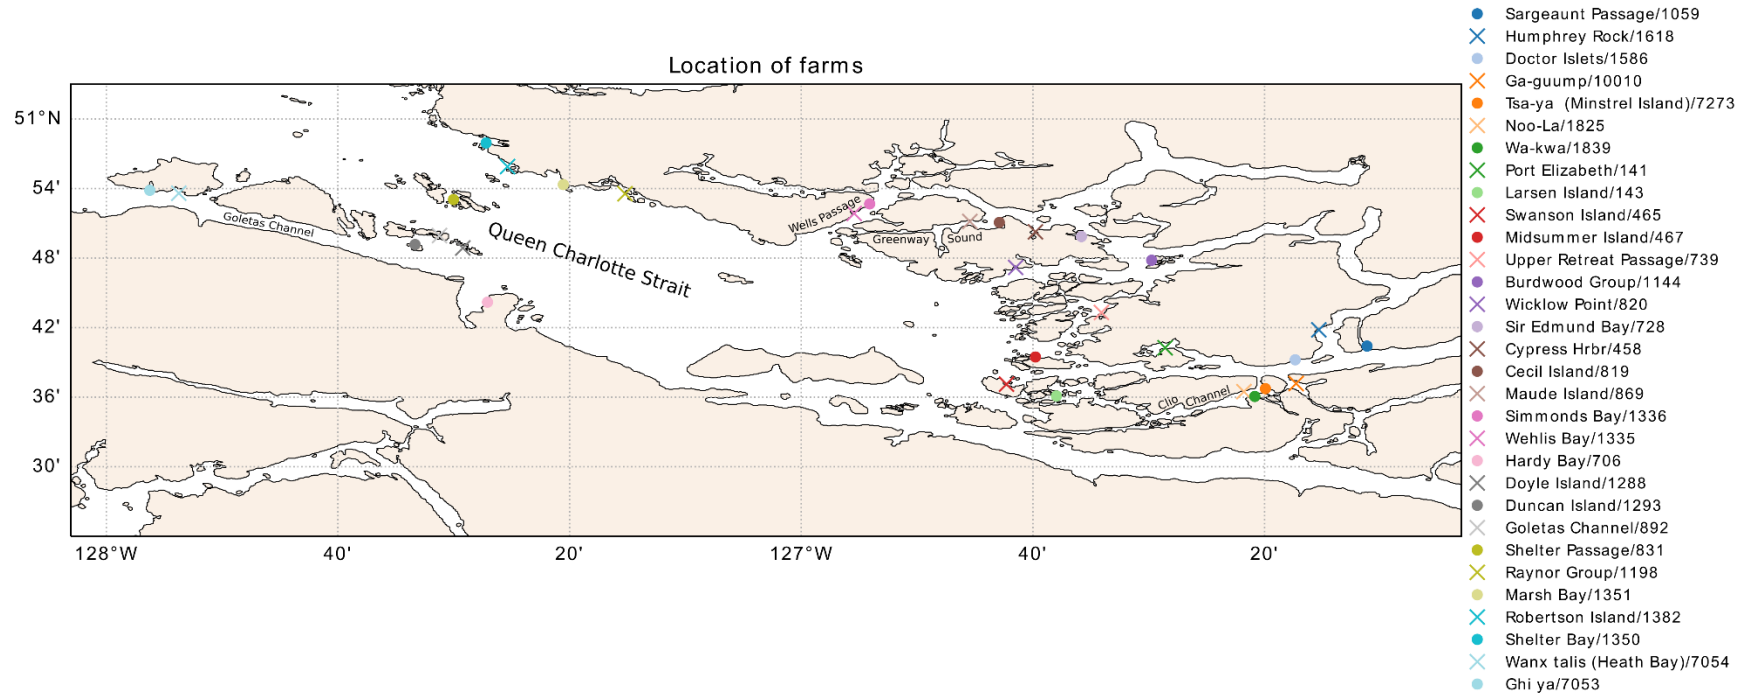 Location of farms
51°N
54'
48'
42'
36'
30'
128°W
40'
20'
127°W
40'
20'
Goletas Channel
Queen Charlotte Strait
Wells Passage
Greenway Sound
Clio Channel
Sargeaunt Passage/1059
Humphrey Rock/1618
Doctor Islets/1586
Ga-guump/10010
Tsa-ya (Minstrel Island)/7273
Noo-La/1825
Wa-kwa/1839
Port Elizabeth/141
Larsen Island/143
Swanson Island/465
Midsummer Island/467
Upper Retreat Passage/739
Burdwood Group/1144
Wicklow Point/820
Sir Edmund Bay/728
Cypress Hrbr/458
Cecil Island/819
Maude Island/869
Simmonds Bay/1336
Wehlis Bay/1335
Hardy Bay/706
Doyle Island/1288
Duncan Island/1293
Goletas Channel/892
Shelter Passage/831
Raynor Group/1198
Marsh Bay/1351
Robertson Island/1382
Shelter Bay/1350
Wanx talis (Heath Bay)/7054
Ghi ya/7053